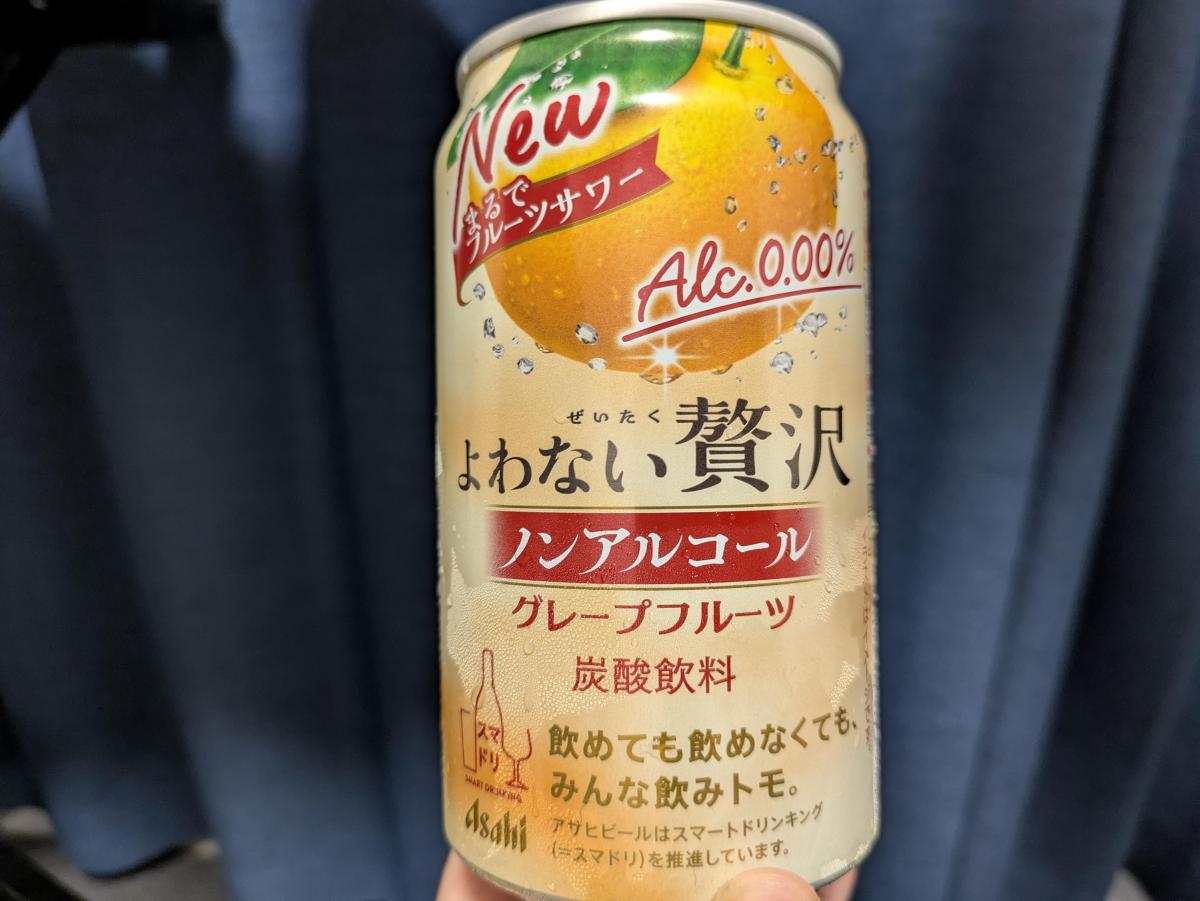 New
まるで
フルーツサワー
Alc.0.00%
ぜいたく
よわない贅沢
ノンアルコール
グレープフルーツ
炭酸飲料
スマ
ドリ
SMART DRINKING
飲めても飲めなくても、
みんな飲みトモ。
Asahi
アサヒビールはスマートドリンキング
(=スマドリ)を推進しています。